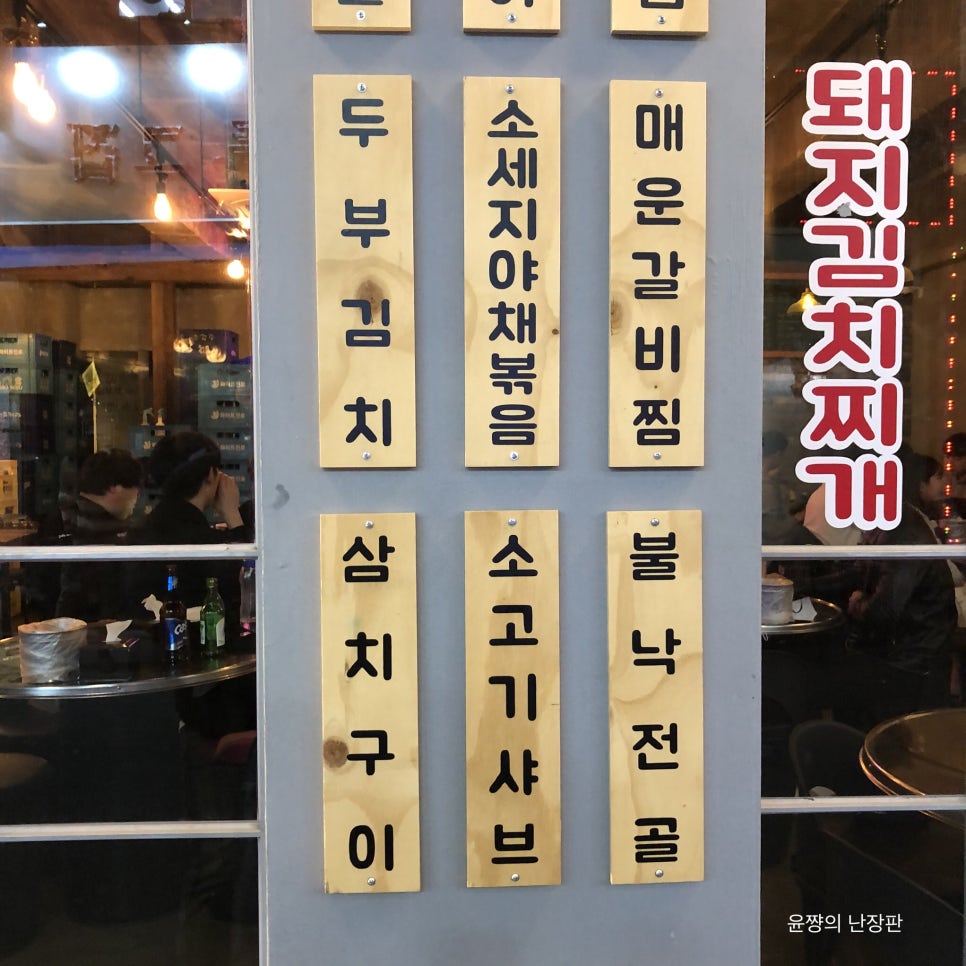 두부김치
소세지야채볶음
매운갈비찜
돼지김치찌개
삼치구이
소고기샤브
불낙전골
윤쨩의 난장판